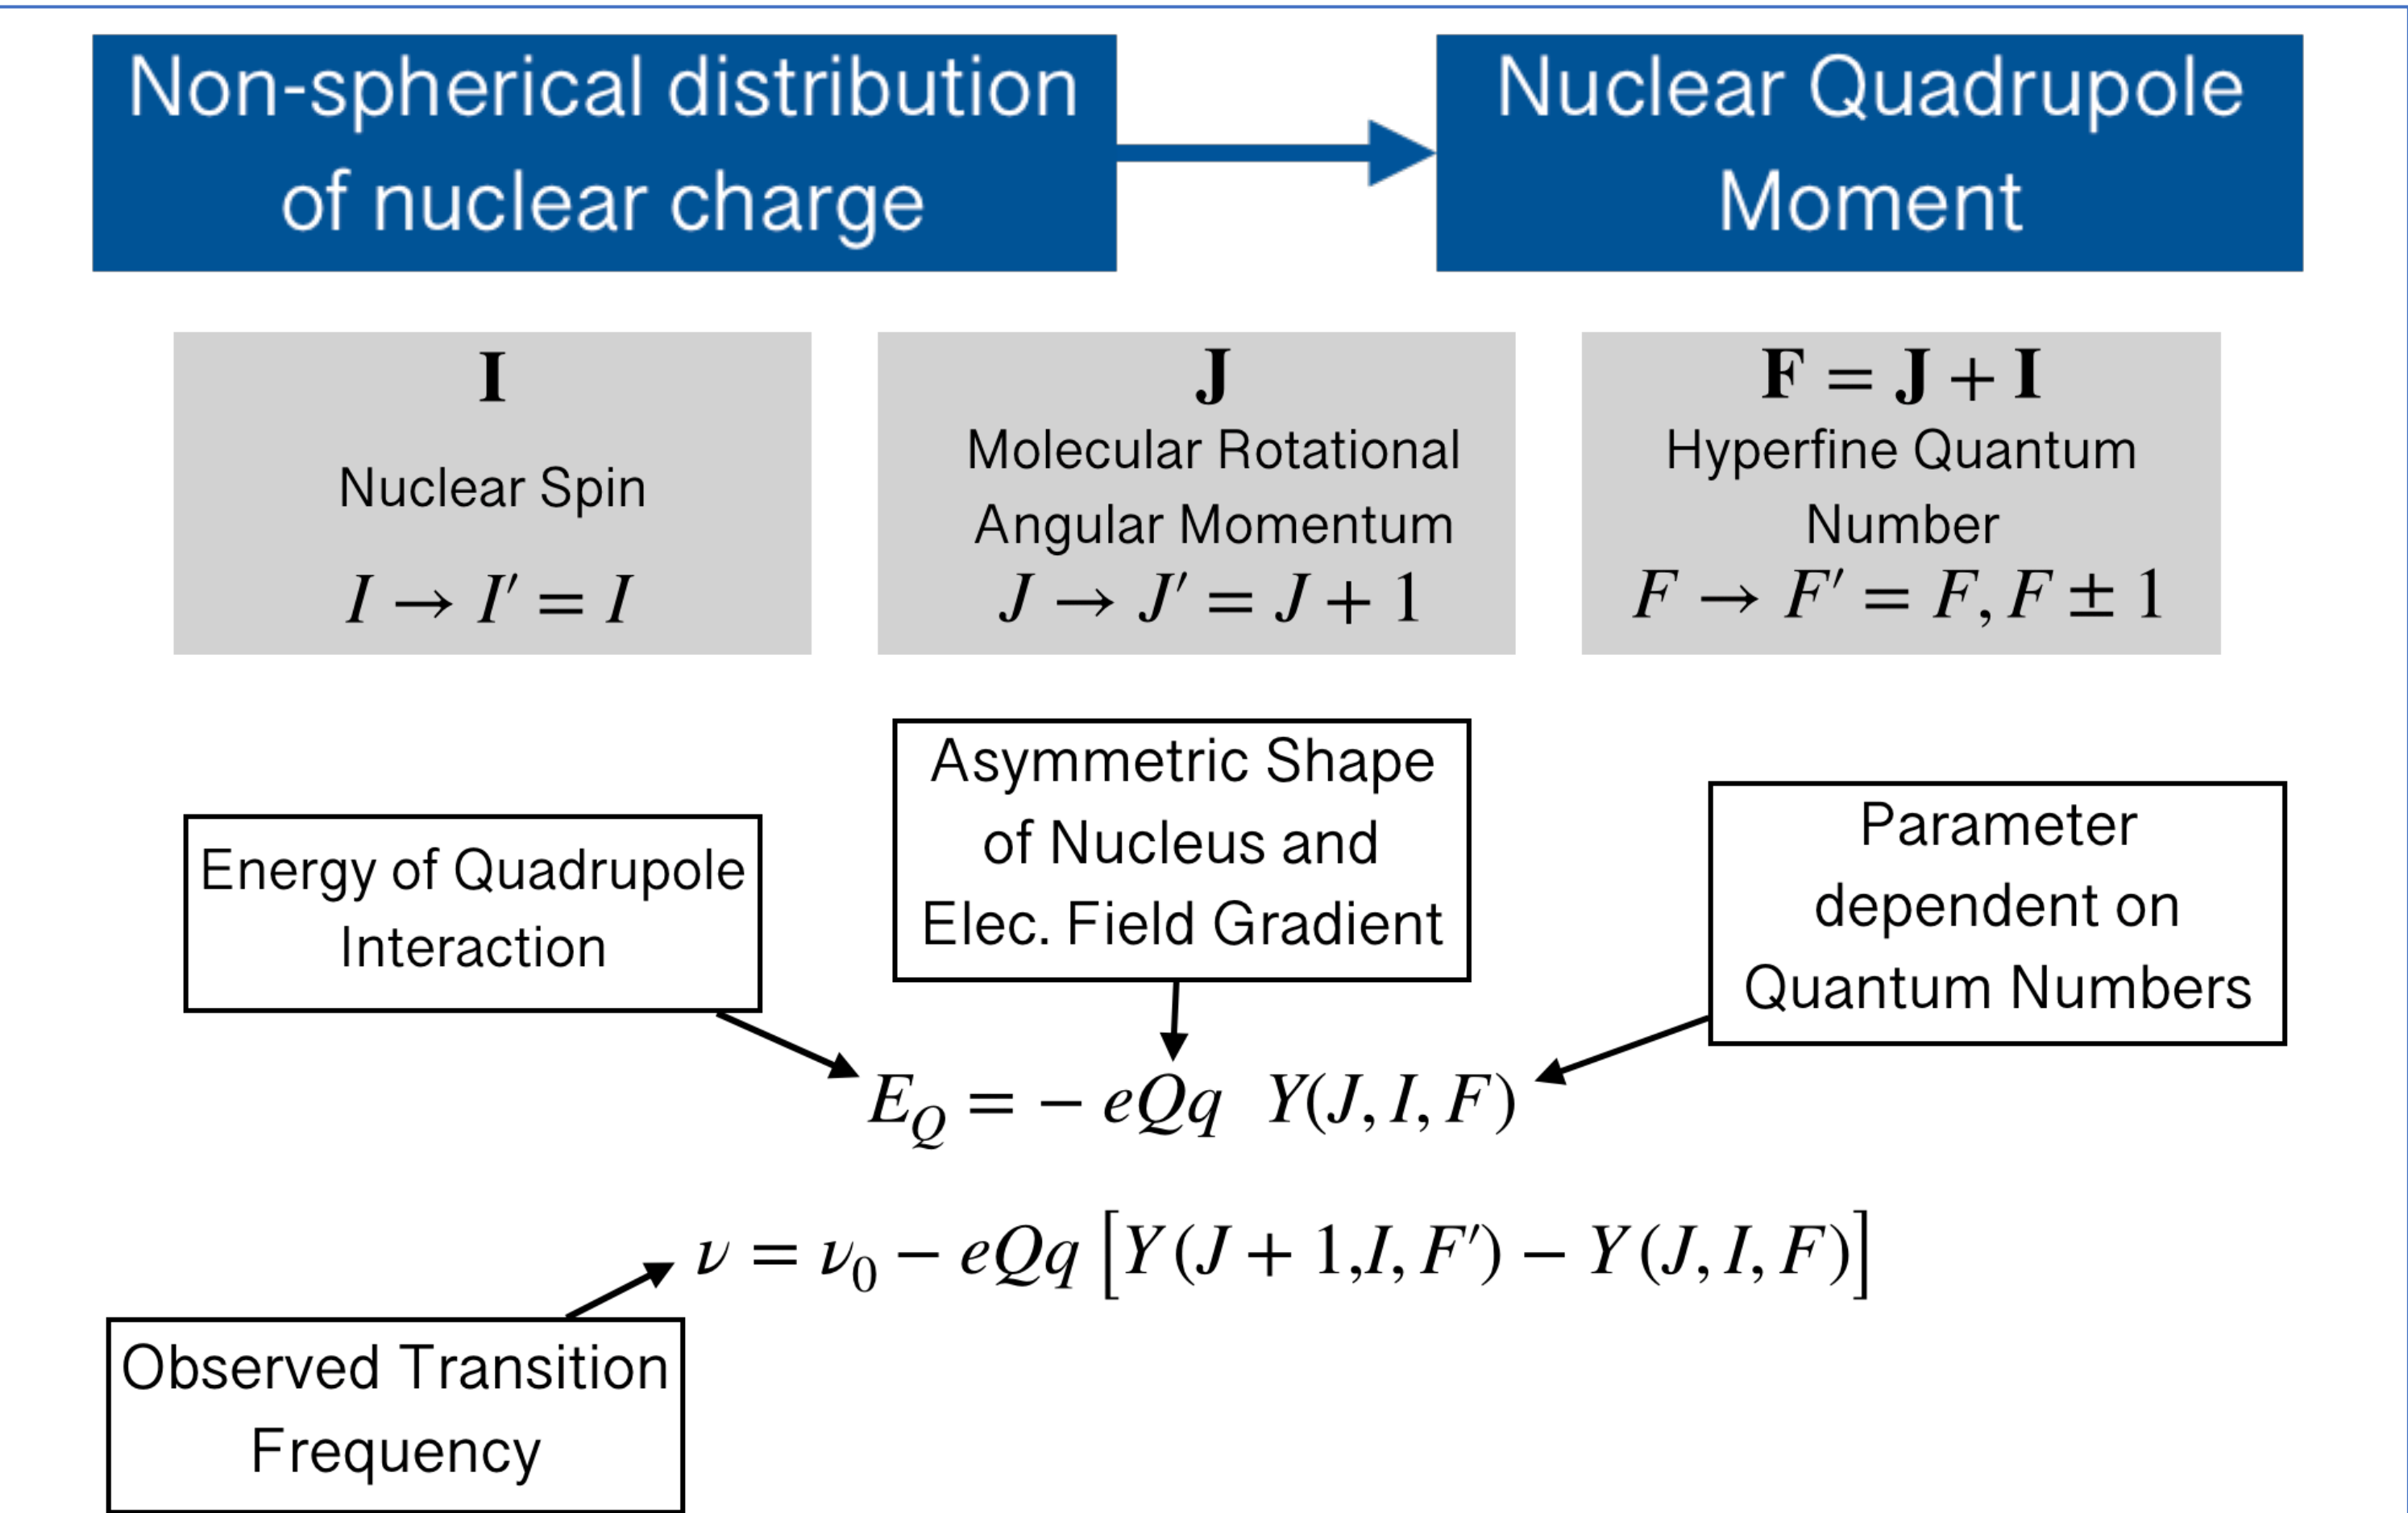 Non-spherical distribution
of nuclear charge
Nuclear Quadrupole
Moment
I
Nuclear Spin
I → I′ = I
J
Molecular Rotational
Angular Momentum
J → J′ = J + 1
F = J + I
Hyperfine Quantum
Number
F → F′ = F, F ± 1
Energy of Quadrupole
Interaction
Asymmetric Shape
of Nucleus and
Elec. Field Gradient
Parameter
dependent on
Quantum Numbers
E_Q = − eQq Y(J, I, F)
ν = ν₀ − eQq [Y(J + 1,I, F′) − Y(J, I, F)]
Observed Transition
Frequency